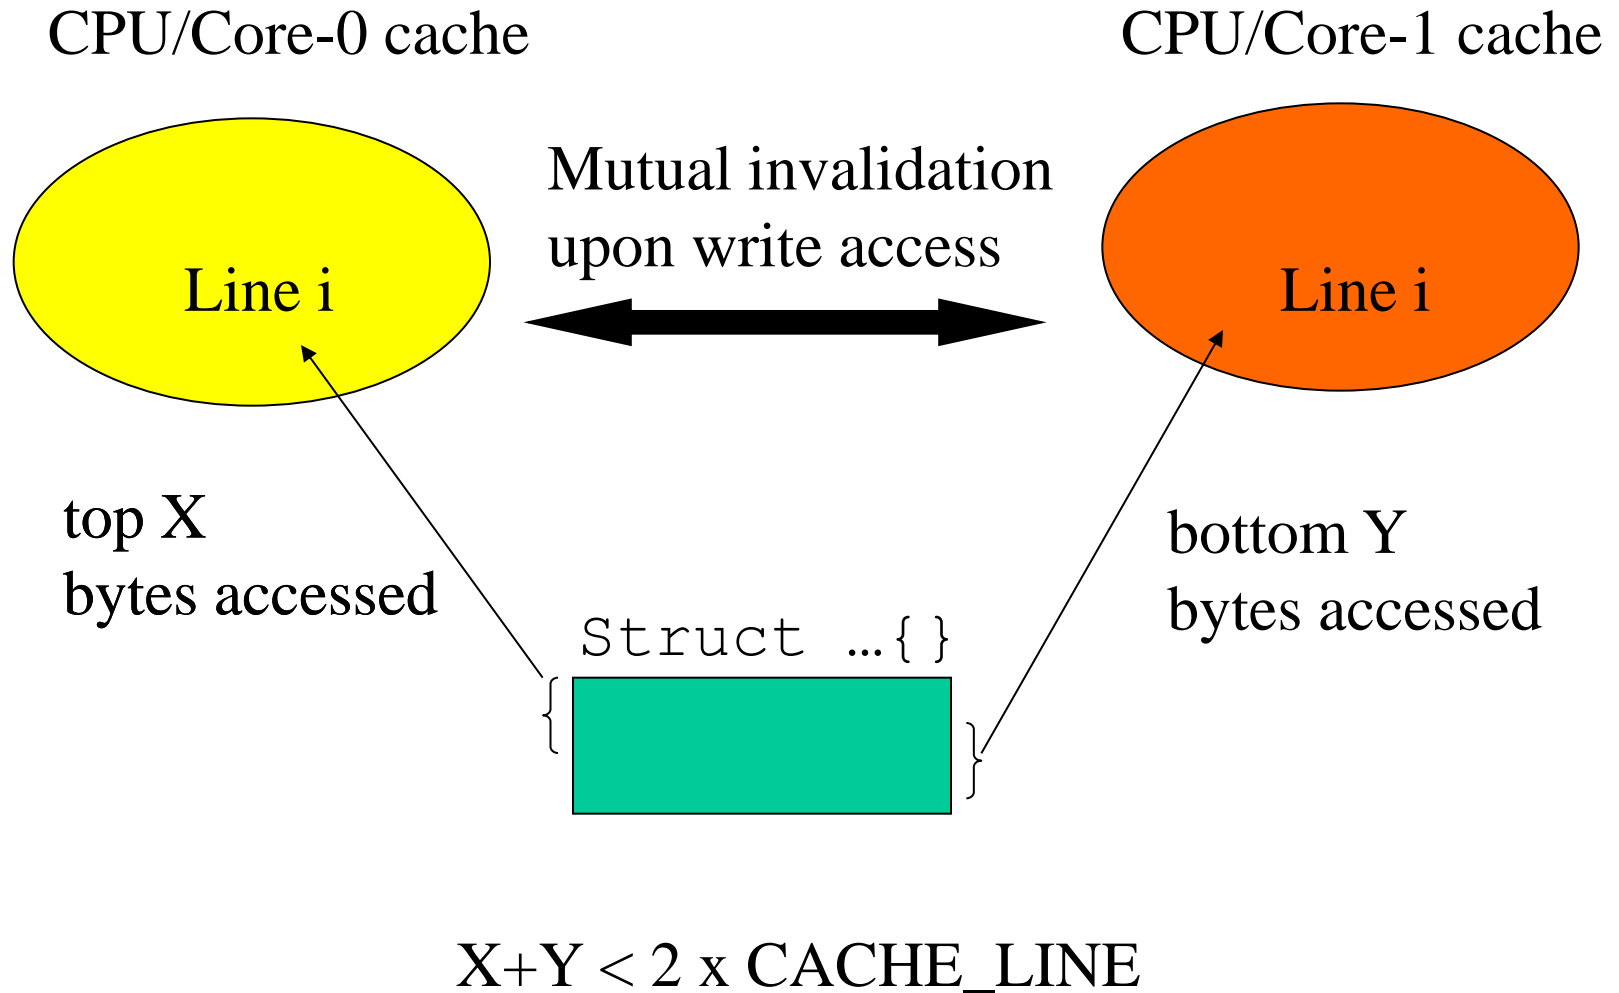 CPU/Core-0 cache
CPU/Core-1 cache
Mutual invalidation
upon write access
Line i
Line i
top X
bytes accessed
bottom Y
bytes accessed
Struct …{}
X+Y < 2 x CACHE_LINE